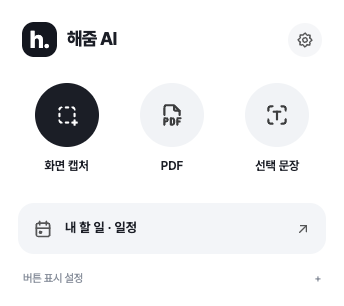 h. 해줌 AI
화면 캡처
PDF
PDF
선택 문장
T
내 할 일 · 일정
버튼 표시 설정 +